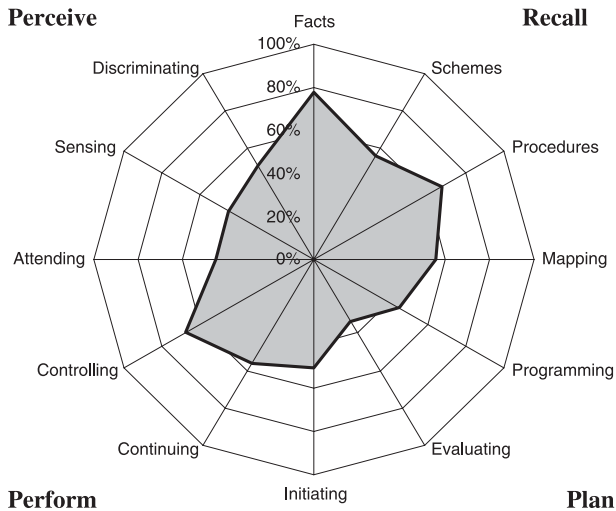 Perceive
Facts
Recall
100%
Discriminating
Schemes
80%
Sensing
60%
Procedures
40%
20%
Attending
0%
Mapping
Controlling
Programming
Continuing
Evaluating
Perform
Initiating
Plan